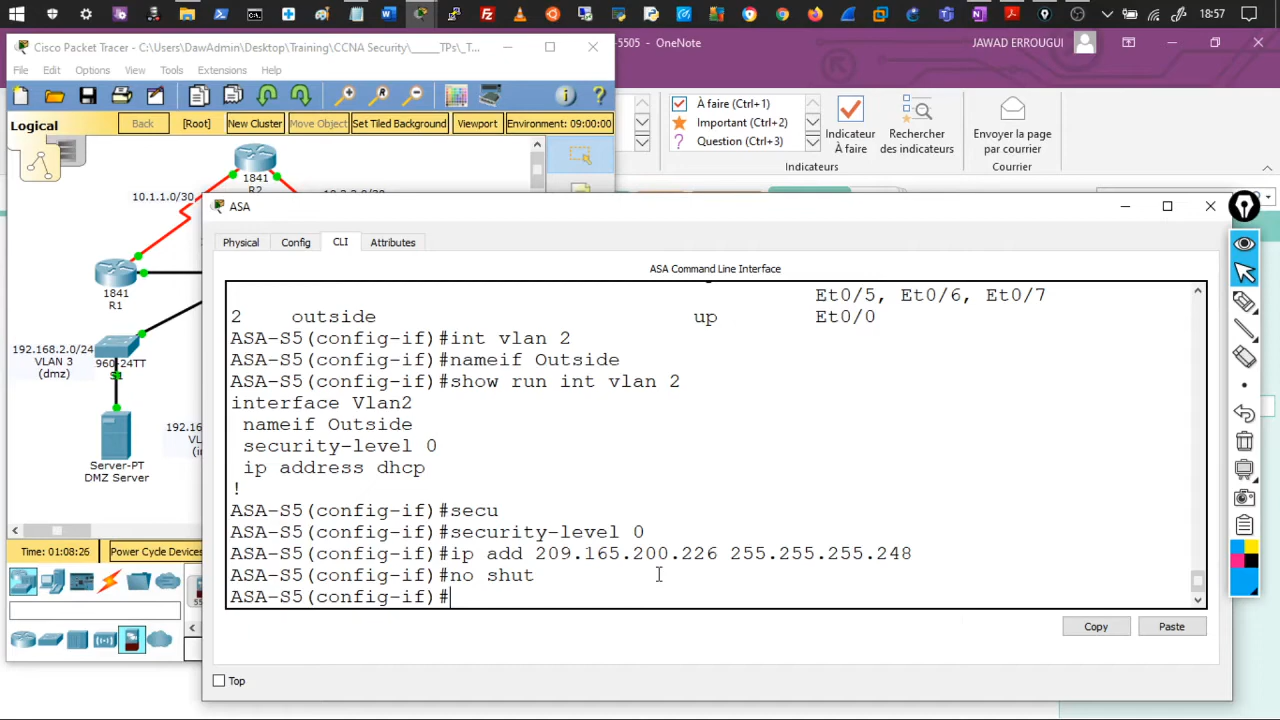 18:57
Cisco Packet Tracer - C:\Users\DawAdmin\Desktop\Training\CCNA Security\_____TPs\_T...
-5505 - OneNote
JAWAD ERROUGUI
File Edit Options View Tools Extensions Help
Logical
Back
[Root]
New Cluster
Move Object
Set Tiled Background
Viewport
Environment: 09:00:00
À faire (Ctrl+1)
Important (Ctrl+2)
Question (Ctrl+3)
Indicateur
À faire
Rechercher
des indicateurs
Envoyer la page
par courrier
Indicateurs
Courrier
1841
R2
10.1.1.0/30
1841
R1
192.168.2.0/24
VLAN 3
(dmz)
960-24TT
S1
192.16
VL
(in
Server-PT
DMZ Server
Time: 01:08:26
Power Cycle Devices
55
ASA
Physical
Config
CLI
Attributes
ASA Command Line Interface
Et0/5, Et0/6, Et0/7
2 outside up Et0/0
ASA-S5(config-if)#int vlan 2
ASA-S5(config-if)#nameif Outside
ASA-S5(config-if)#show run int vlan 2
interface Vlan2
nameif Outside
security-level 0
ip address dhcp
!
ASA-S5(config-if)#secu
ASA-S5(config-if)#security-level 0
ASA-S5(config-if)#ip add 209.165.200.226 255.255.255.248
ASA-S5(config-if)#no shut
ASA-S5(config-if)#
Copy
Paste
Top